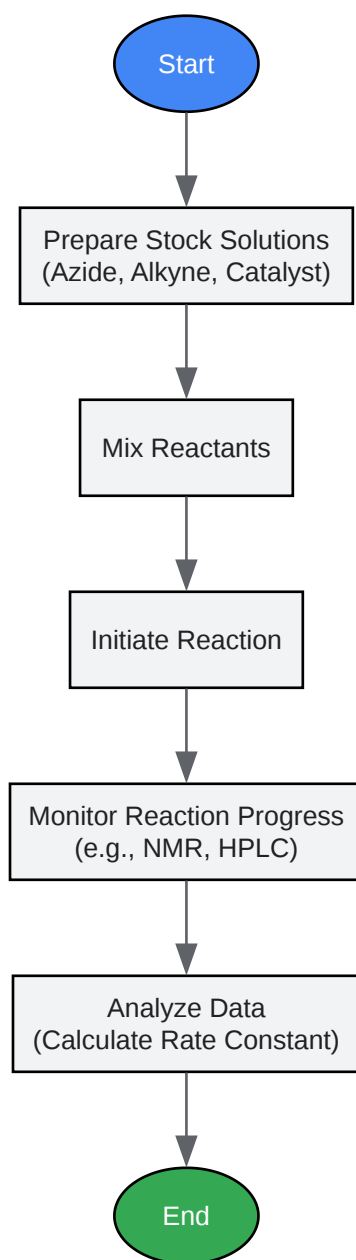 Start
Prepare Stock Solutions
(Azide, Alkyne, Catalyst)
Mix Reactants
Initiate Reaction
Monitor Reaction Progress
(e.g., NMR, HPLC)
Analyze Data
(Calculate Rate Constant)
End